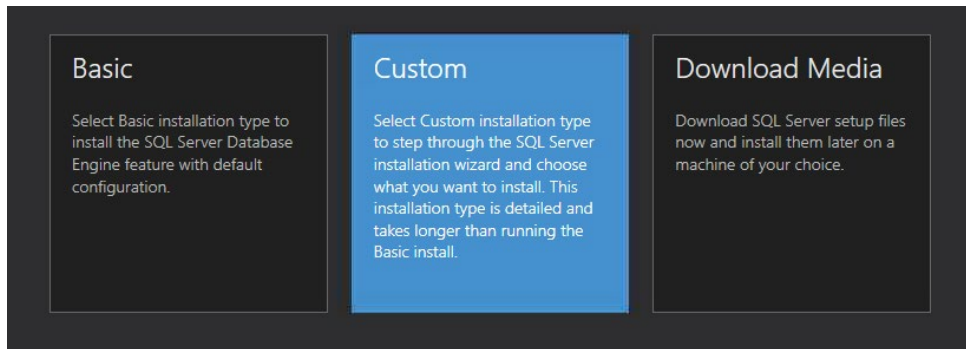 Basic
Select Basic installation type to
install the SQL Server Database
Engine feature with default
configuration.
Custom
Select Custom installation type
to step through the SQL Server
installation wizard and choose
what you want to install. This
installation type is detailed and
takes longer than running the
Basic install.
Download Media
Download SQL Server setup files
now and install them later on a
machine of your choice.